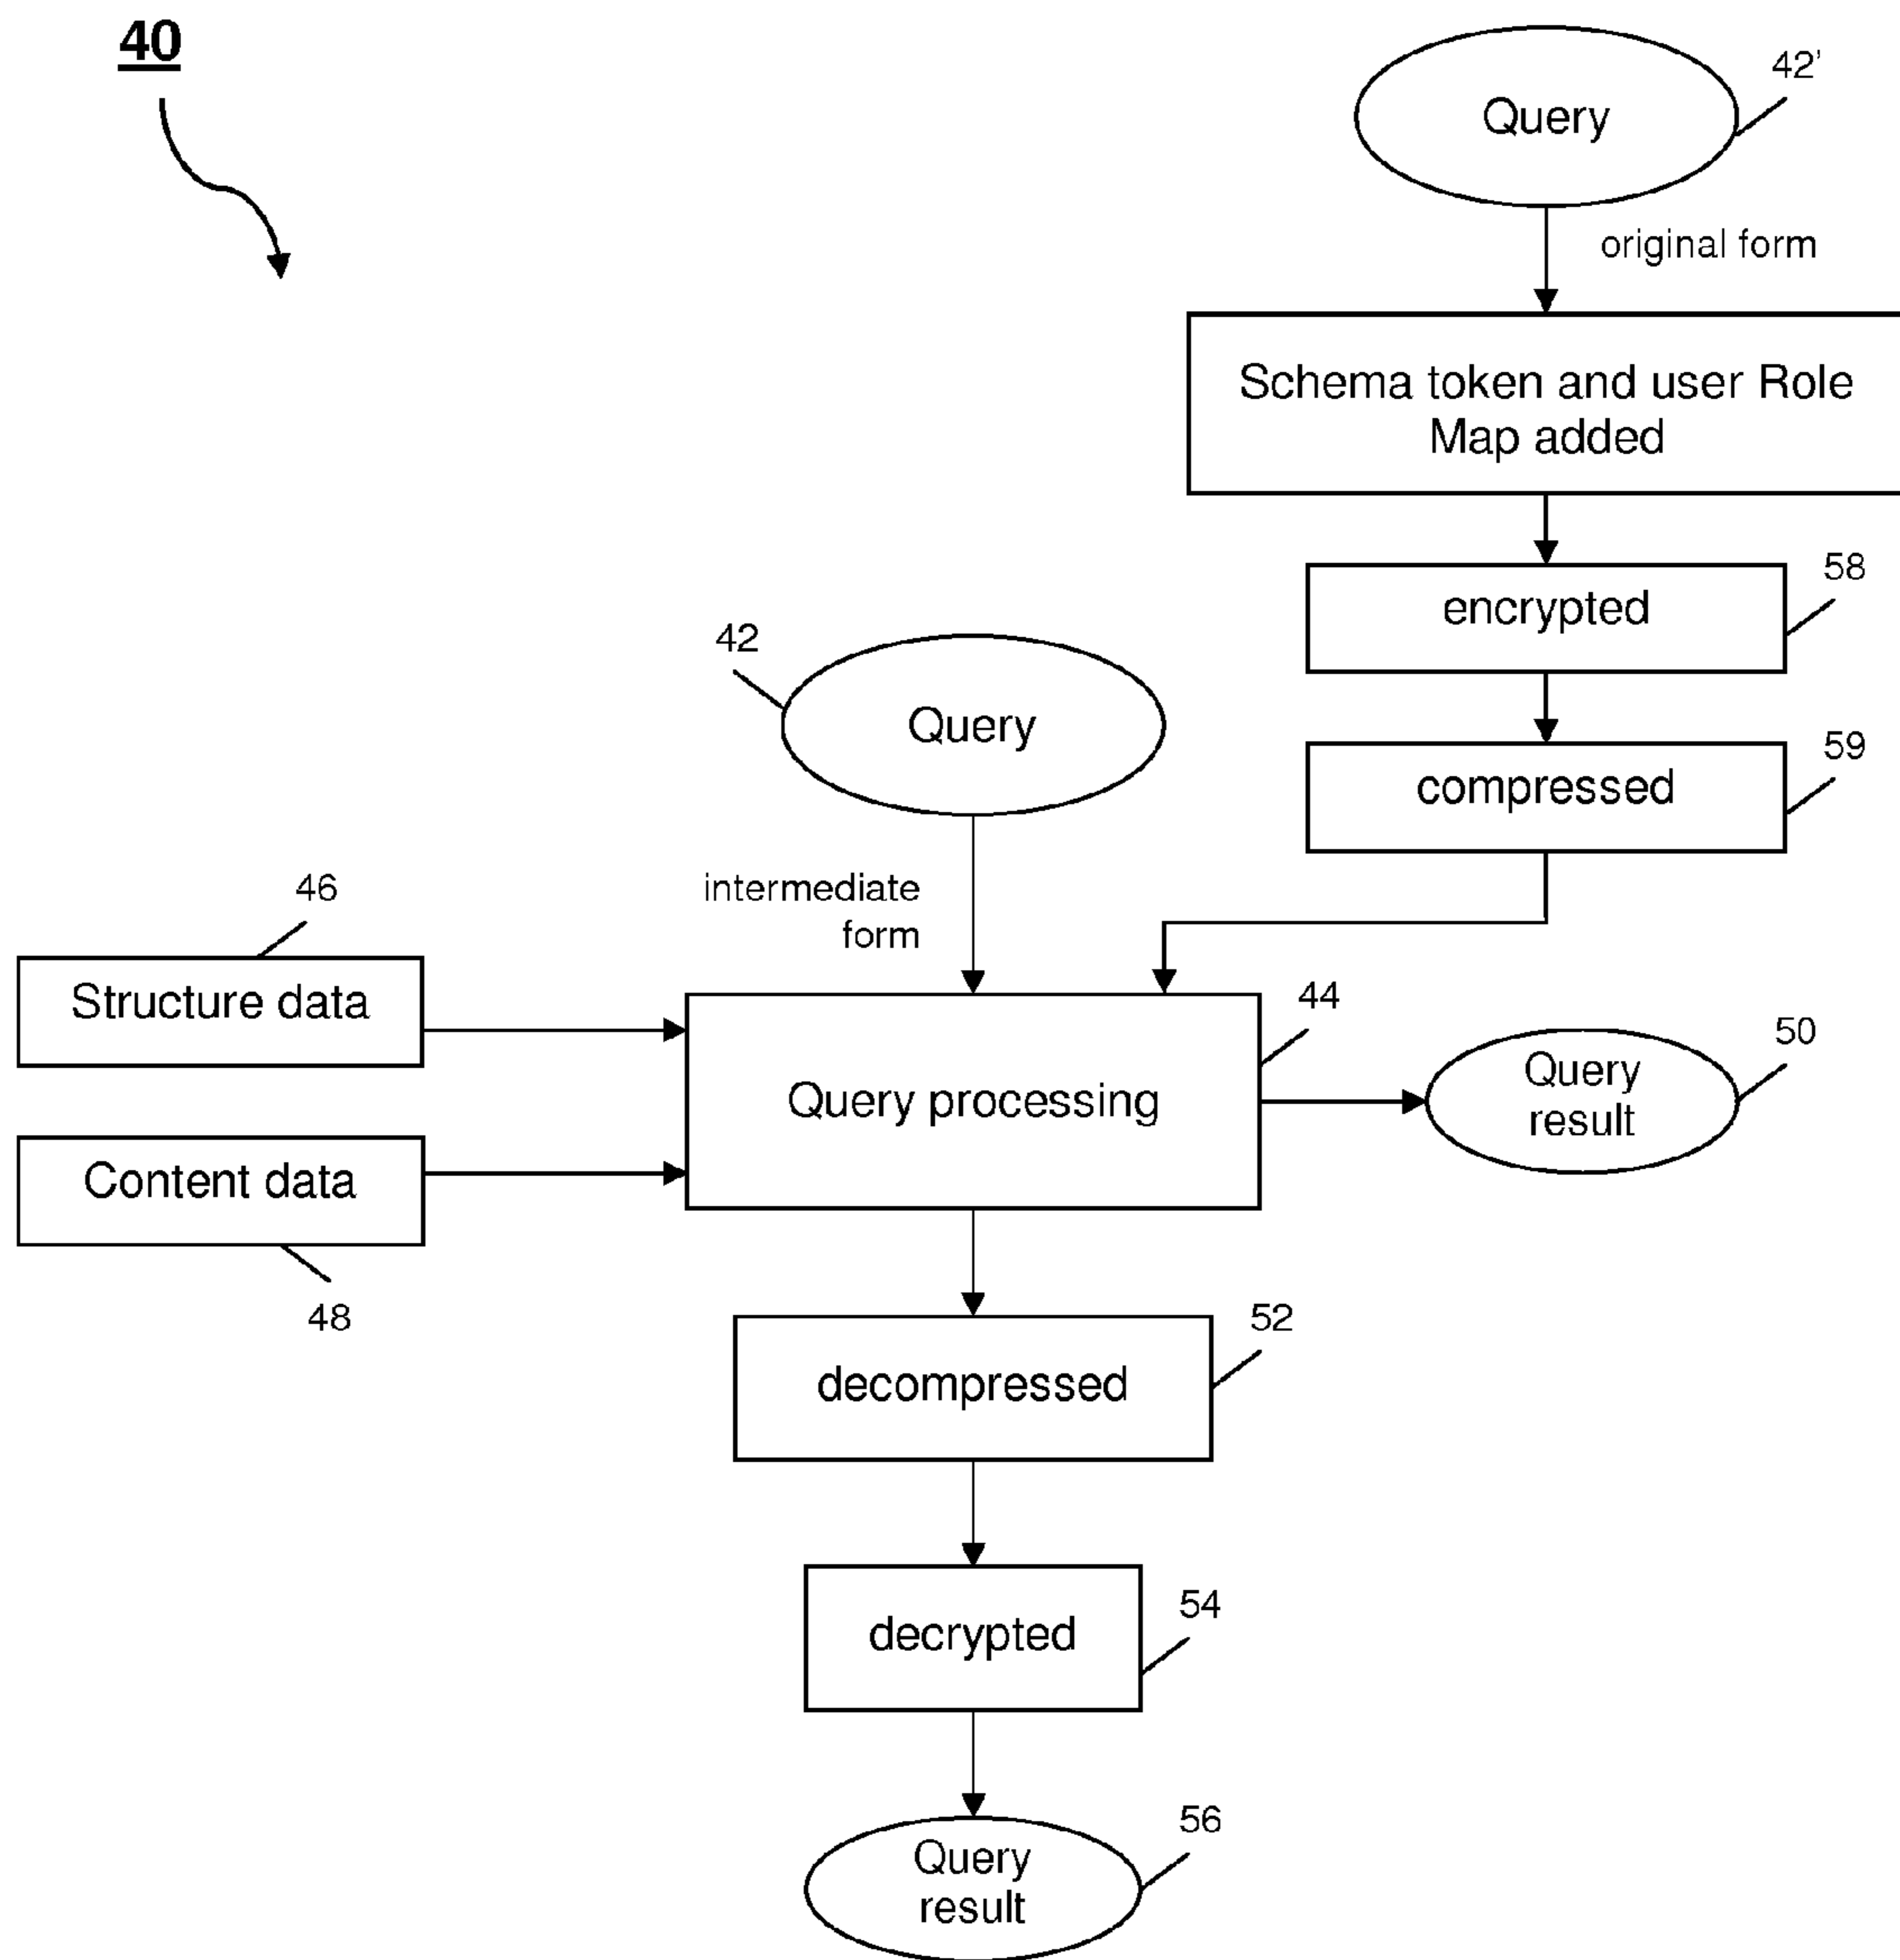 40
42'
Query
original form
Schema token and user Role
Map added
58
encrypted
42
59
Query
compressed
46
intermediate
form
Structure data
44
50
Query
result
Query processing
Content data
48
52
decompressed
54
decrypted
56
Query
result